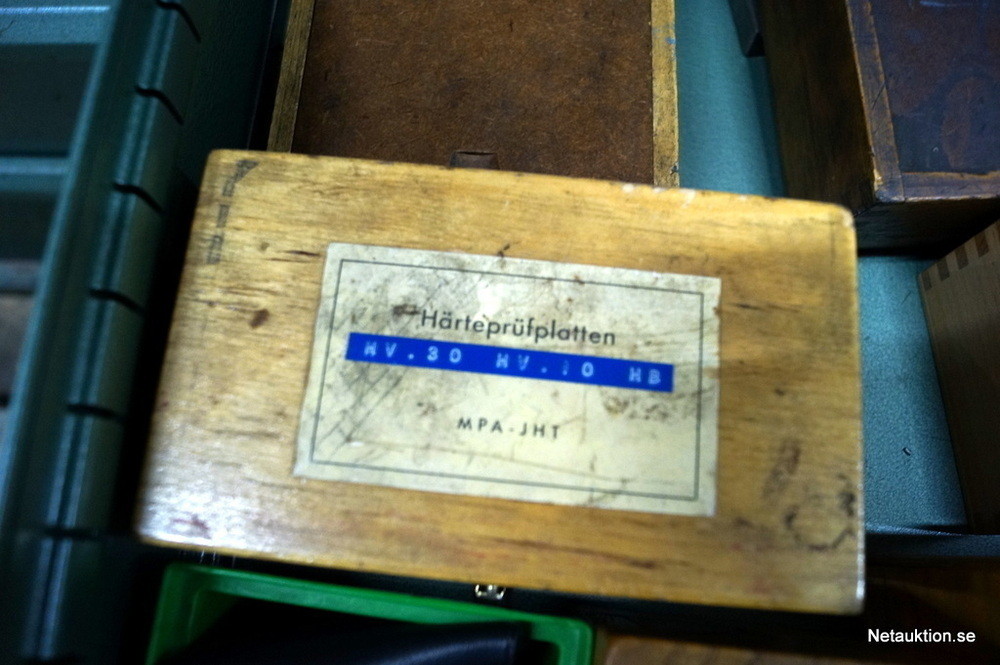 Härteprüfplatten
HV.30 HV.10 HB
MPA-JHT
Netauktion.se